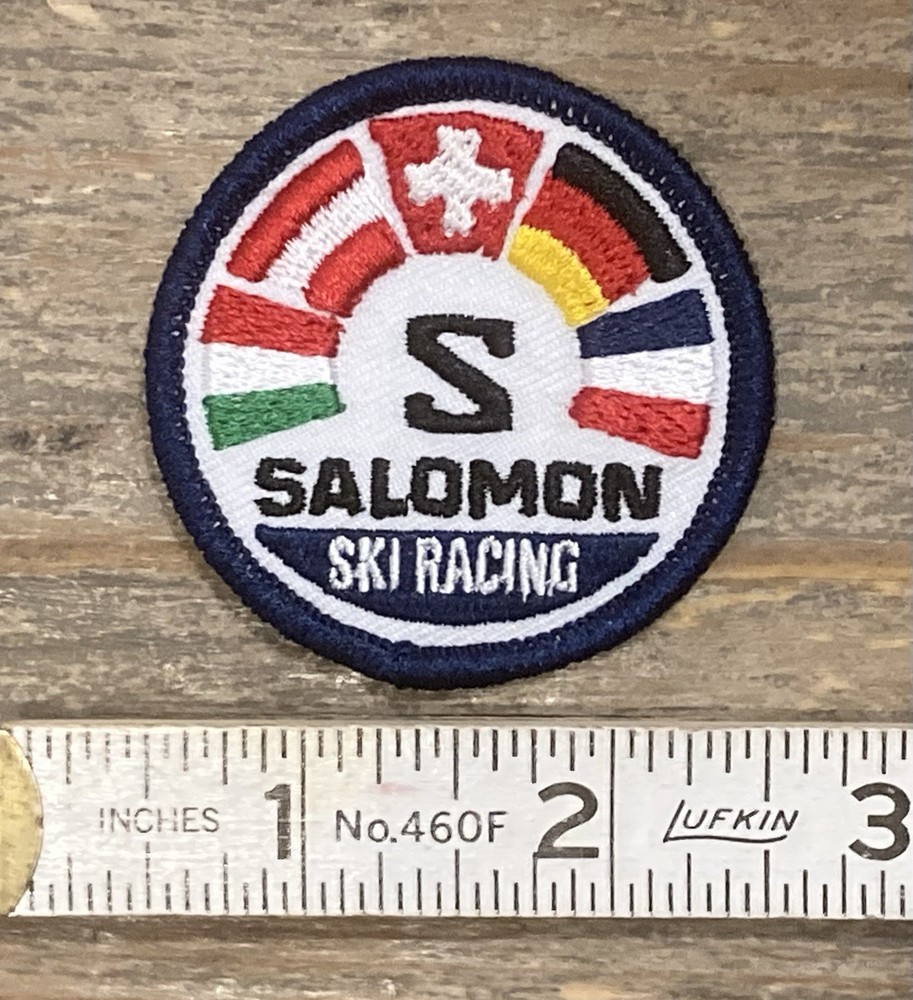 S
SALOMON
SKI RACING
INCHES 1 No.460F 2 LUFKIN 3